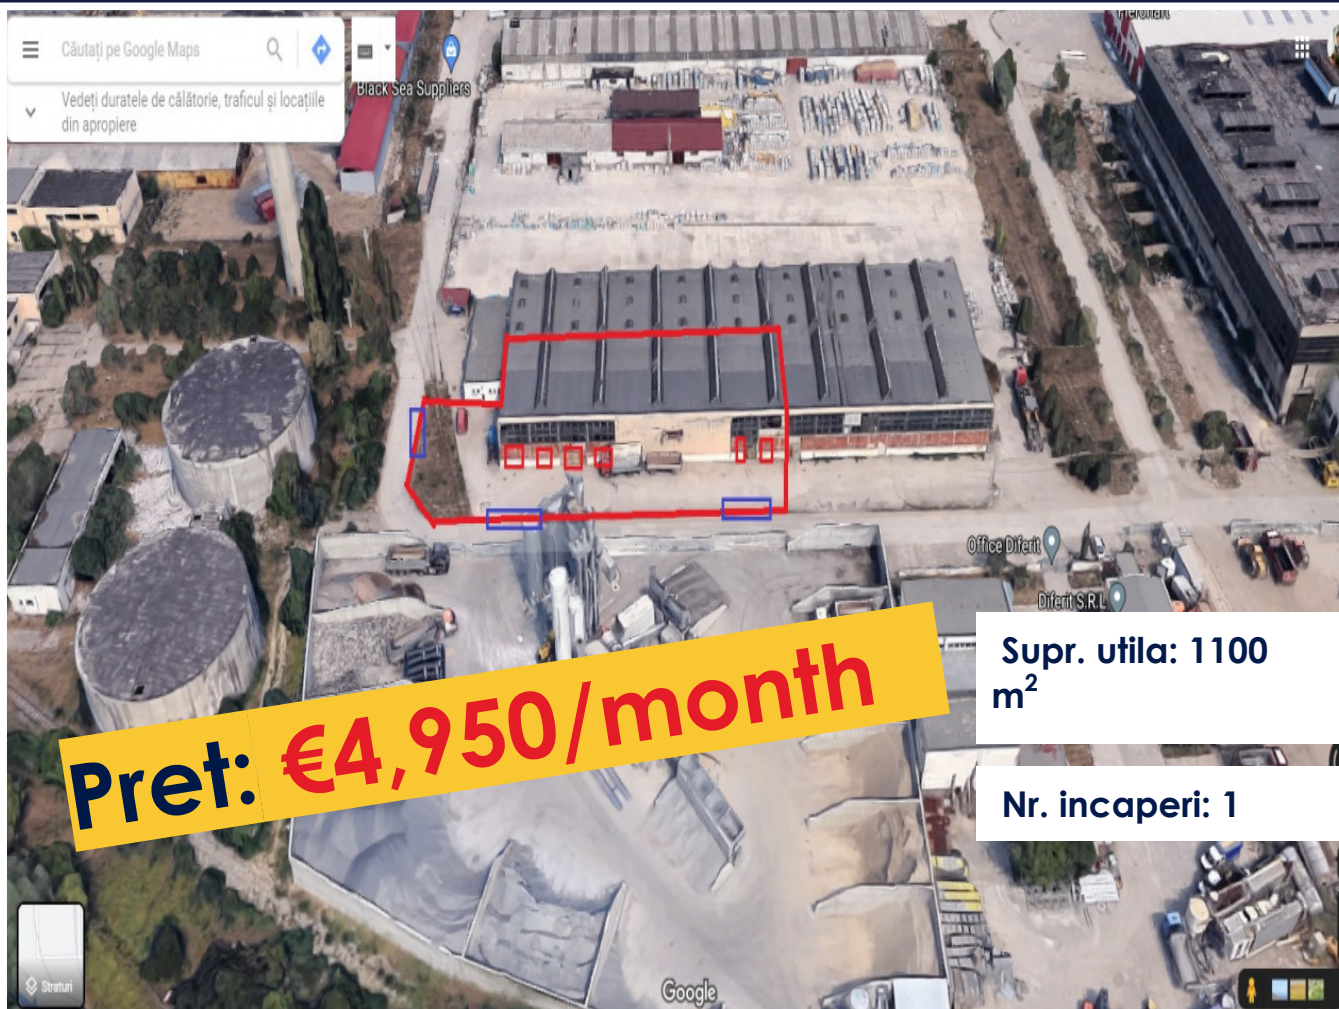 Căutați pe Google Maps
Vedeți duratele de călătorie, traficul și locațiile
din apropiere
Black Sea Suppliers
Office Diferit
Diferit S.R.L
Supr. utila: 1100
m²
Pret: €4,950/month
Nr. incaperi: 1
Straturi
Google